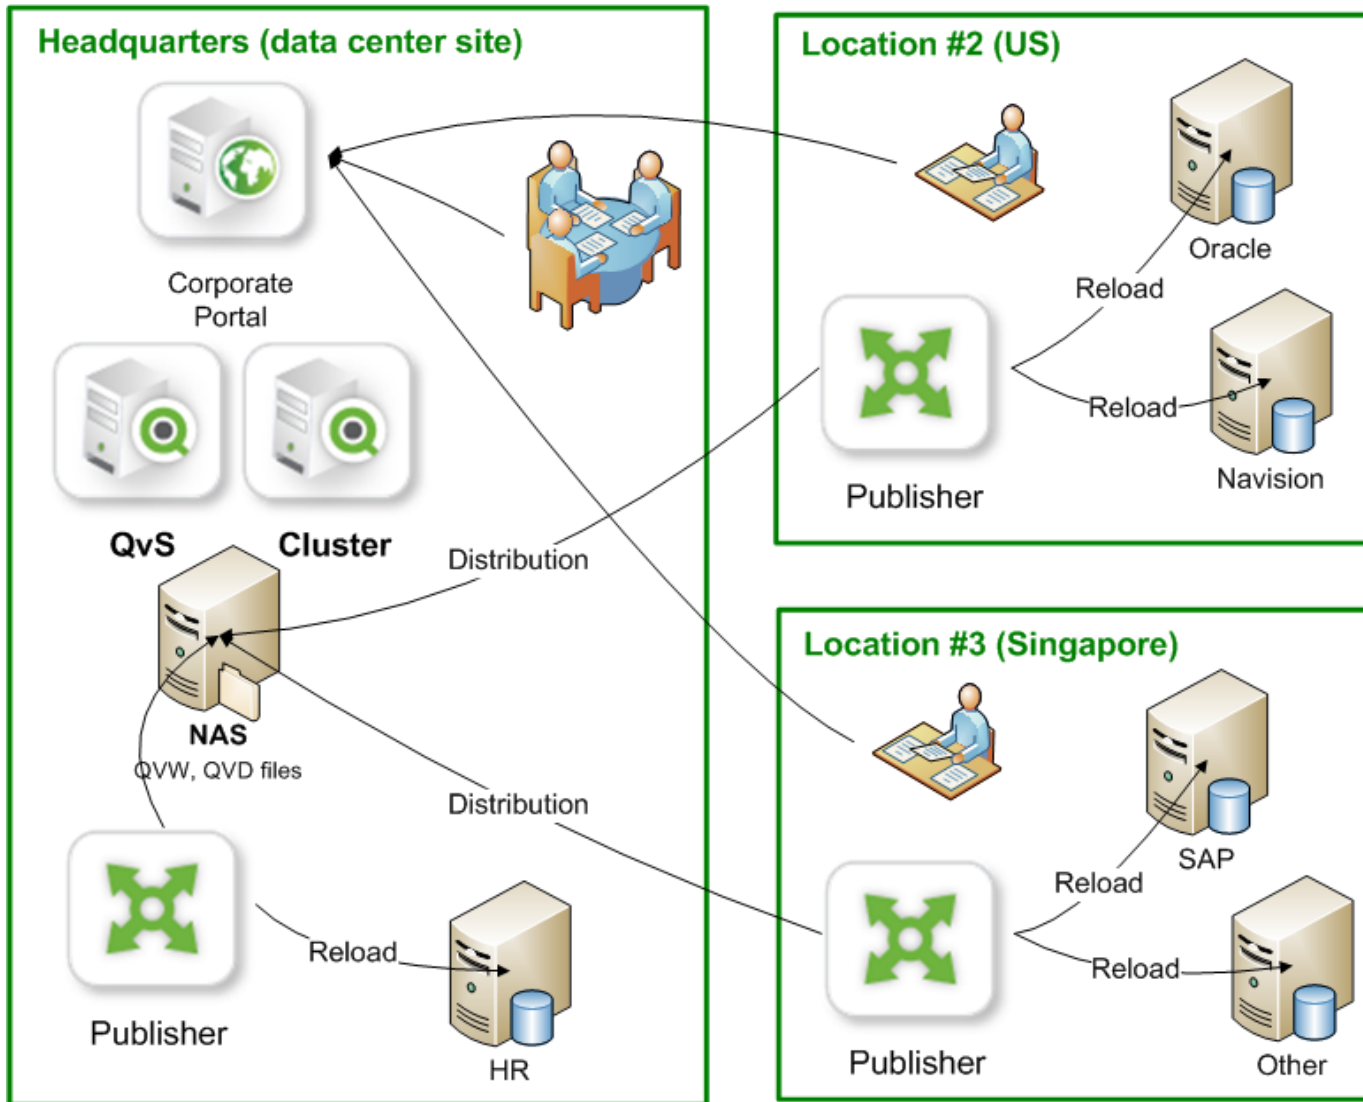 Headquarters (data center site)
Corporate
Portal
QvS
Cluster
NAS
QVW, QVD files
Distribution
Distribution
Publisher
Reload
HR
Location #2 (US)
Oracle
Reload
Reload
Navision
Publisher
Location #3 (Singapore)
SAP
Reload
Reload
Publisher
Other